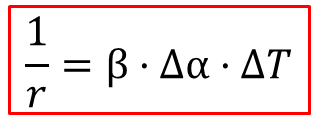 1/r = β · Δα · ΔT